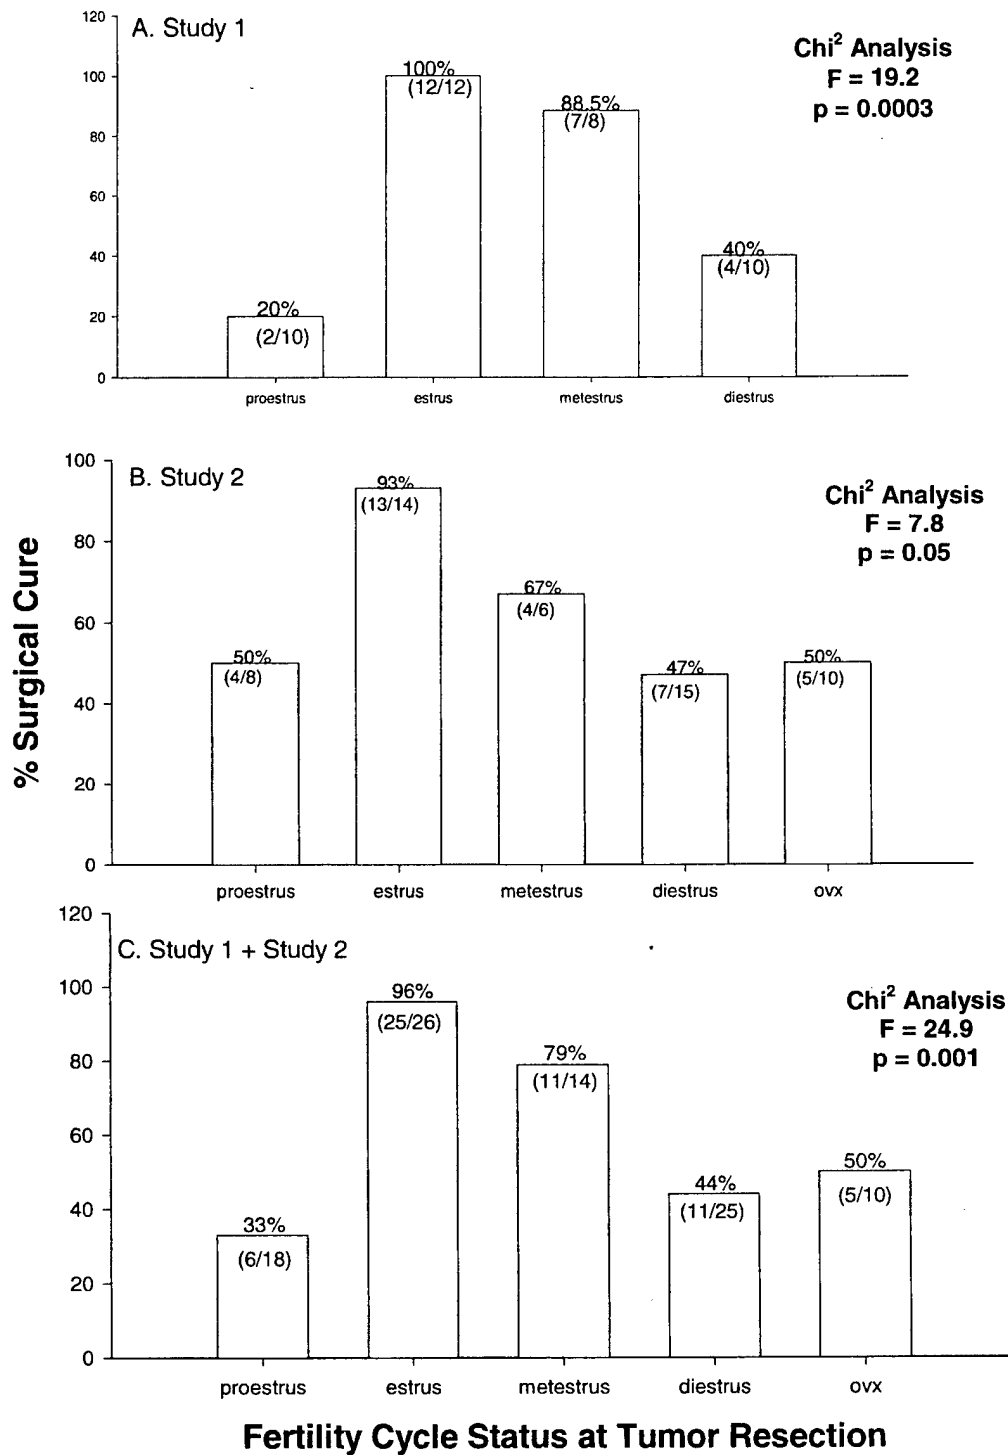 A. Study 1
Chi² Analysis
F = 19.2
p = 0.0003
120
100
80
60
40
20
0
20%
(2/10)
100%
(12/12)
88.5%
(7/8)
40%
(4/10)
proestrus estrus metestrus diestrus
% Surgical Cure
B. Study 2
Chi² Analysis
F = 7.8
p = 0.05
100
80
60
40
20
0
50%
(4/8)
93%
(13/14)
67%
(4/6)
47%
(7/15)
50%
(5/10)
proestrus estrus metestrus diestrus ovx
C. Study 1 + Study 2
Chi² Analysis
F = 24.9
p = 0.001
120
100
80
60
40
20
0
33%
(6/18)
96%
(25/26)
79%
(11/14)
44%
(11/25)
50%
(5/10)
proestrus estrus metestrus diestrus ovx
Fertility Cycle Status at Tumor Resection